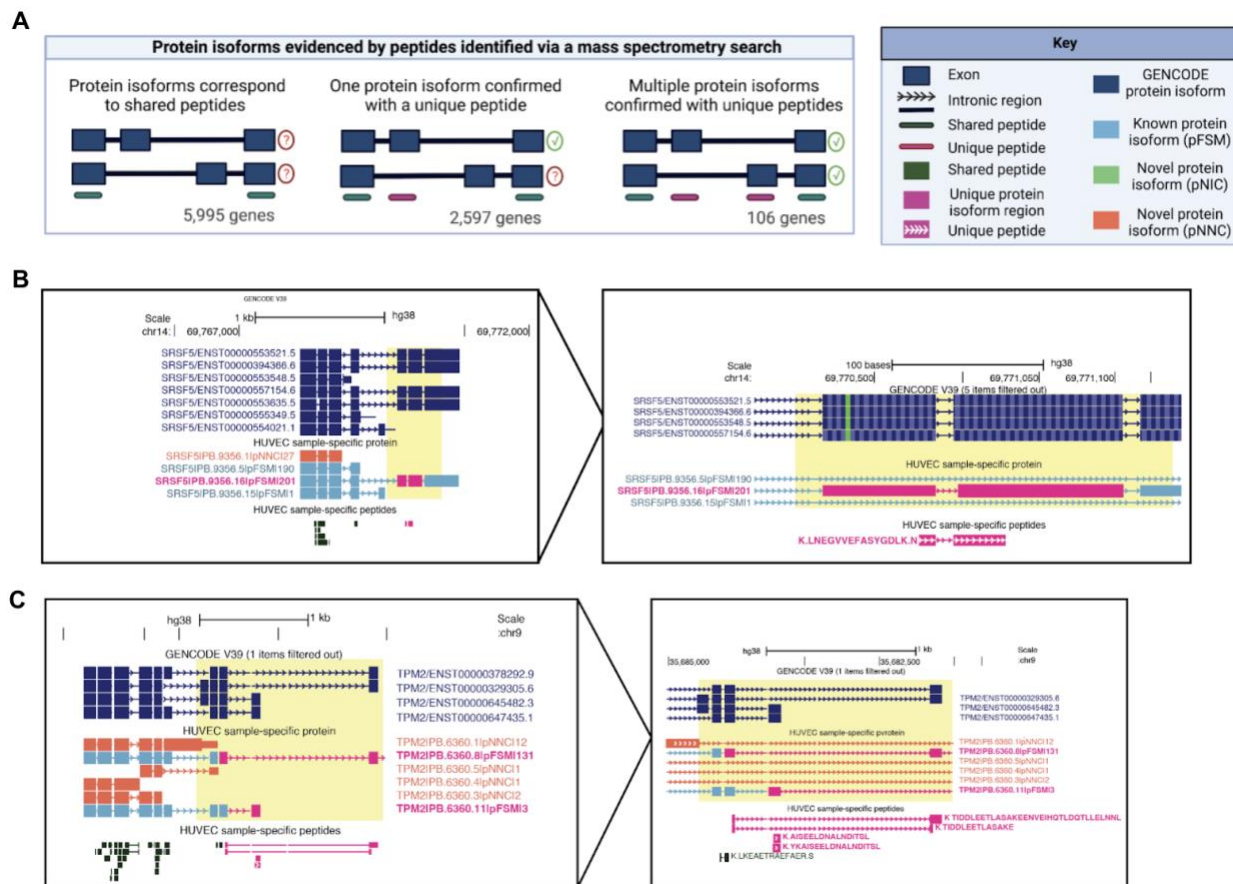 A
Protein isoforms evidenced by peptides identified via a mass spectrometry search
Protein isoforms correspond
to shared peptides
5,995 genes
One protein isoform confirmed
with a unique peptide
2,597 genes
Multiple protein isoforms
confirmed with unique peptides
106 genes
Key
Exon
Intronic region
Shared peptide
Unique peptide
Shared peptide
Unique protein
isoform region
Unique peptide
GENCODE
protein isoform
Known protein
isoform (pFSM)
Novel protein
isoform (pNIC)
Novel protein
isoform (pNNC)
B
GENCODE V39
Scale
1 kb
hg38
chr14:
69,767,000
69,772,000
SRSF5/ENST00000553521.5
SRSF5/ENST00000394366.6
SRSF5/ENST00000553548.5
SRSF5/ENST00000557154.6
SRSF5/ENST00000553635.5
SRSF5/ENST00000555349.5
SRSF5/ENST00000554021.1
HUVEC sample-specific protein
SRSF5|PB.9356.1|pNNC|27
SRSF5|PB.9356.5|pFSM|190
SRSF5|PB.9356.16|pFSM|201
SRSF5|PB.9356.15|pFSM|1
HUVEC sample-specific peptides
Scale
100 bases
hg38
chr14:
69,770,500
69,771,050
69,771,100
GENCODE V39 (5 items filtered out)
SRSF5/ENST00000553521.5
SRSF5/ENST00000394366.6
SRSF5/ENST00000553548.5
SRSF5/ENST00000557154.6
HUVEC sample-specific protein
SRSF5|PB.9356.5|pFSM|190
SRSF5|PB.9356.16|pFSM|201
SRSF5|PB.9356.15|pFSM|1
HUVEC sample-specific peptides
K.LNEGVVEFASYGDLK.N
C
hg38
1 kb
Scale
:chr9
GENCODE V39 (1 items filtered out)
TPM2/ENST00000378292.9
TPM2/ENST00000329305.6
TPM2/ENST00000645482.3
TPM2/ENST00000647435.1
HUVEC sample-specific protein
TPM2|PB.6360.1|pNNC|12
TPM2|PB.6360.8|pFSM|131
TPM2|PB.6360.5|pNNC|1
TPM2|PB.6360.4|pNNC|1
TPM2|PB.6360.3|pNNC|2
TPM2|PB.6360.11|pFSM|3
HUVEC sample-specific peptides
hg38
1 kb
Scale
35,685,000
35,682,500
:chr9
GENCODE V39 (1 items filtered out)
TPM2/ENST00000329305.6
TPM2/ENST00000645482.3
TPM2/ENST00000647435.1
HUVEC sample-specific protein
TPM2|PB.6360.1|pNNC|12
TPM2|PB.6360.8|pFSM|131
TPM2|PB.6360.5|pNNC|1
TPM2|PB.6360.4|pNNC|1
TPM2|PB.6360.3|pNNC|2
TPM2|PB.6360.11|pFSM|3
HUVEC sample-specific peptides
K.TIDDLEETLASAKEENVEIHQTLDQTLLELNNL
K.TIDDLEETLASAKE
K.AISEELDNALNDITSL
K.YKAISEELDNALNDITSL
K.LKEAETRAEFAER.S